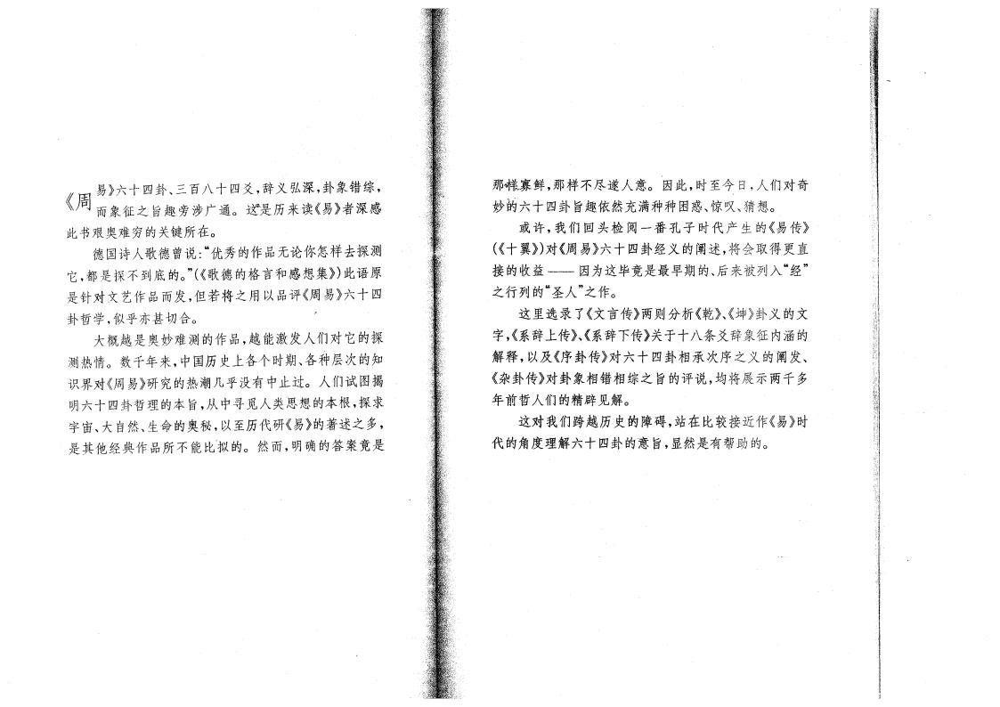 《周易》六十四卦、三百八十四爻，辞义弘深，卦象错综，
而象征之旨趣旁涉广通。这是历来读《易》者深感
此书艰奥难穷的关键所在。
德国诗人歌德曾说：“优秀的作品无论你怎样去探测
它，都是探不到底的。”(《歌德的格言和感想集》)此语原
是针对文艺作品而发，但若将之用以品评《周易》六十四
卦哲学，似乎亦甚切合。
大概越是奥妙难测的作品，越能激发人们对它的探
测热情。数千年来，中国历史上各个时期、各种层次的知
识界对《周易》研究的热潮几乎没有中止过。人们试图揭
明六十四卦哲理的本旨，从中寻觅人类思想的本根，探求
宇宙、大自然、生命的奥秘，以至历代研《易》的著述之多，
是其他经典作品所不能比拟的。然而，明确的答案竟是
那样寡鲜，那样不尽遂人意。因此，时至今日，人们对奇
妙的六十四卦旨趣依然充满种种困惑、惊叹、猜想。
或许，我们回头检阅一番孔子时代产生的《易传》
(《十翼》)对《周易》六十四卦经义的阐述，将会取得更直
接的收益——因为这毕竟是最早期的、后来被列入“经”
之行列的“圣人”之作。
这里选录了《文言传》两则分析《乾》、《坤》卦义的文
字，《系辞上传》、《系辞下传》关于十八条爻辞象征内涵的
解释，以及《序卦传》对六十四卦相承次序之义的阐发、
《杂卦传》对卦象相错相综之旨的评说，均将展示两千多
年前哲人们的精辟见解。
这对我们跨越历史的障碍，站在比较接近作《易》时
代的角度理解六十四卦的意旨，显然是有帮助的。